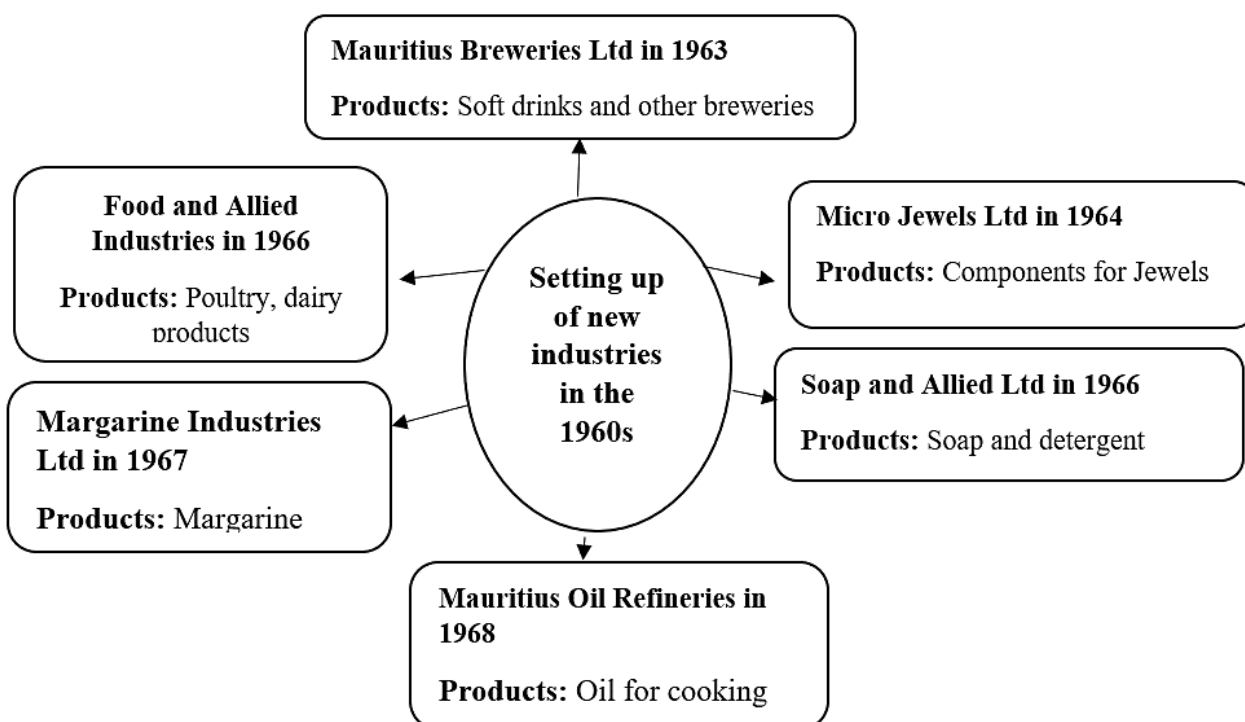 Mauritius Breweries Ltd in 1963
Products: Soft drinks and other breweries
Food and Allied
Industries in 1966
Products: Poultry, dairy
products
Micro Jewels Ltd in 1964
Products: Components for Jewels
Setting up
of new
industries
in the
1960s
Margarine Industries
Ltd in 1967
Products: Margarine
Soap and Allied Ltd in 1966
Products: Soap and detergent
Mauritius Oil Refineries in
1968
Products: Oil for cooking